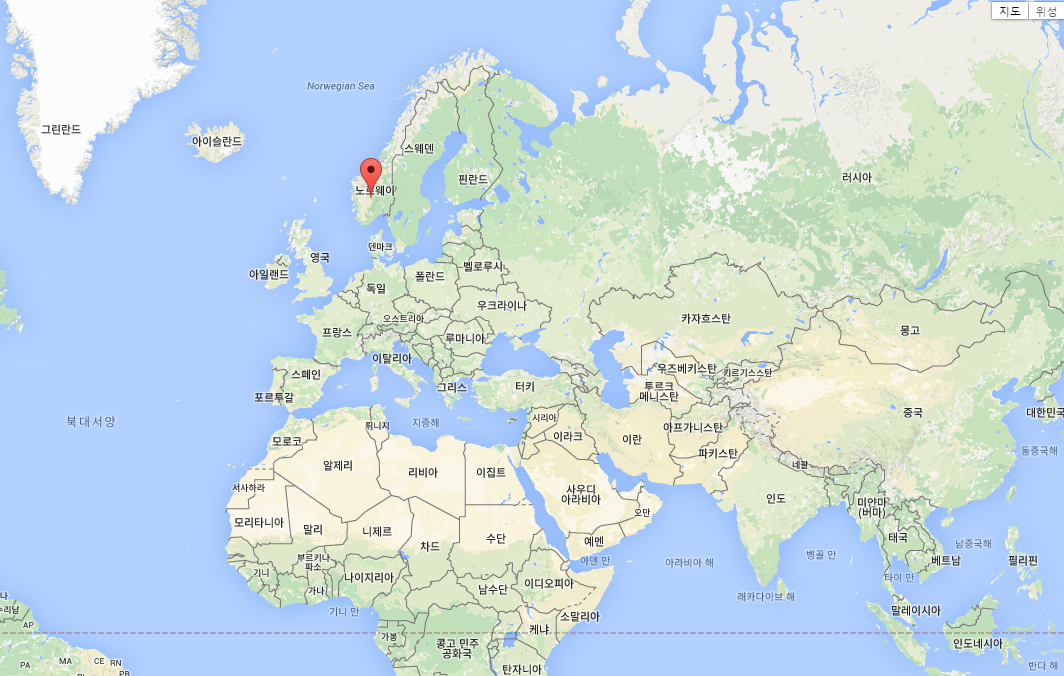 지도 위성
Norwegian Sea
그린란드
아이슬란드
스웨덴
러시아
핀란드
노르웨이
덴마크
영국
아일랜드
벨로루시
폴란드
독일
우크라이나
오스트리아
카자흐스탄
몽고
프랑스
루마니아
이탈리아
우즈베키스탄
키르기스스탄
스페인
그리스
터키
투르크
메니스탄
포르투갈
중국
대한민국
북대서양
튀니지
지중해
시리아
아프가니스탄
모로코
이라크
이란
동중국해
파키스탄
알제리
리비아
이집트
네팔
서사하라
사우디
아라비아
인도
미얀마
(버마)
오만
모리타니아
말리
니제르
수단
예멘
차드
태국
남중국해
부르키나
파소
아덴 만
아라비아 해
벵골 만
베트남
필리핀
기니
나이지리아
이디오피아
타이 만
가나
남수단
라카다이브 해
기니 만
말레이시아
수리남
소말리아
AP
케냐
가봉
콩고 민주
공화국
인도네시아
PA
MA
CE
RN
탄자니아
반다 해
PB